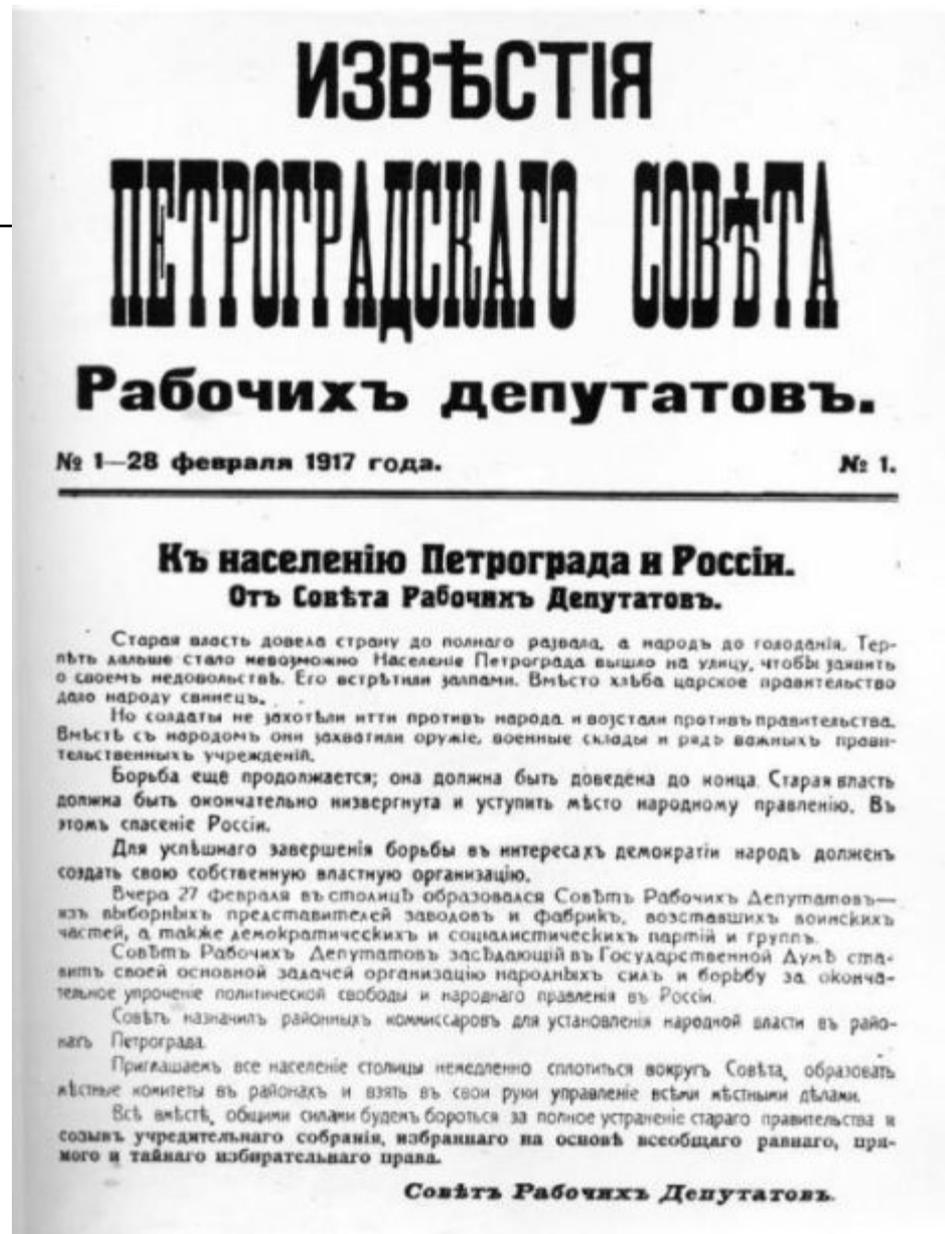 ИЗВѢСТІЯ
ПЕТРОГРАДСКАГО СОВѢТА
Рабочихъ депутатовъ.
№ 1—28 февраля 1917 года. № 1.
Къ населенію Петрограда и Россіи.
Отъ Совѣта Рабочихъ Депутатовъ.
Старая власть довела страну до полнаго развала, а народъ до голоданія. Тер-
пѣть дальше стало невозможно Населеніе Петрограда вышло на улицу, чтобы заявить
о своемъ недовольствѣ. Его встрѣтили залпами. Вмѣсто хлѣба царское правительство
дало народу свинецъ.
Но солдаты не захотѣли итти противъ народа и возстали противъ правительства.
Вмѣстѣ съ народомъ они захватили оружіе, военные склады и рядъ важныхъ прави-
тельственныхъ учрежденій.
Борьба еще продолжается; она должна быть доведена до конца. Старая власть
должна быть окончательно низвергнута и уступить мѣсто народному правленію. Въ
этомъ спасеніе Россіи.
Для успѣшнаго завершенія борьбы въ интересахъ демократіи народъ долженъ
создать свою собственную властную организацію.
Вчера 27 февраля въ столицѣ образовался Совѣтъ Рабочихъ Депутатовъ—
изъ выборныхъ представителей заводовъ и фабрикъ, возставшихъ воинскихъ
частей, а также демократическихъ и соціалистическихъ партій и группъ.
Совѣтъ Рабочихъ Депутатовъ засѣдающій въ Государственной Думѣ ста-
витъ своей основной задачей организацію народныхъ силъ и борьбу за оконча-
тельное упроченіе политической свободы и народнаго правленія въ Россіи.
Совѣтъ назначилъ районныхъ коммиссаровъ для установленія народной власти въ райо-
нахъ Петрограда.
Приглашаемъ все населеніе столицы немедленно сплотиться вокругъ Совѣта, образовать
мѣстные комитеты въ районахъ и взять въ свои руки управленіе всѣми мѣстными дѣлами.
Всѣ вмѣстѣ, общими силами будемъ бороться за полное устраненіе стараго правительства и
созывъ учредительнаго собранія, избраннаго на основѣ всеобщаго равнаго, пря-
мого и тайнаго избирательнаго права.
Совѣтъ Рабочихъ Депутатовъ.